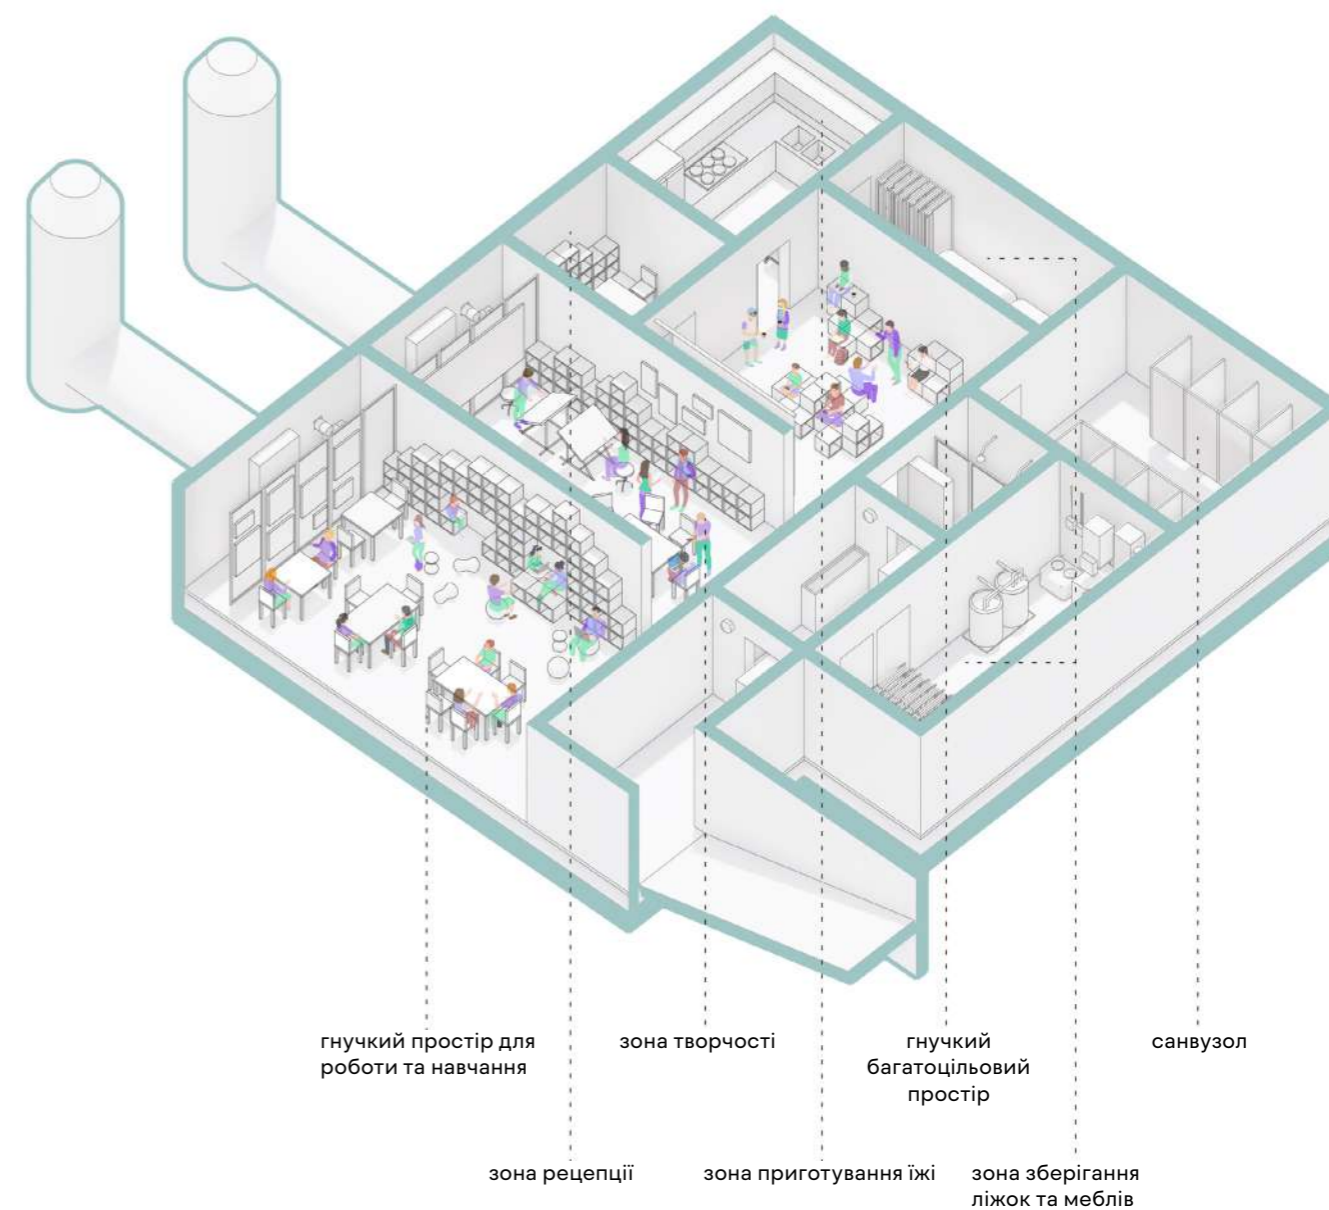 гнучкий простір для
роботи та навчання
зона творчості
гнучкий
багатоцільовий
простір
санвузол
зона рецепції
зона приготування їжі
зона зберігання
ліжок та меблів